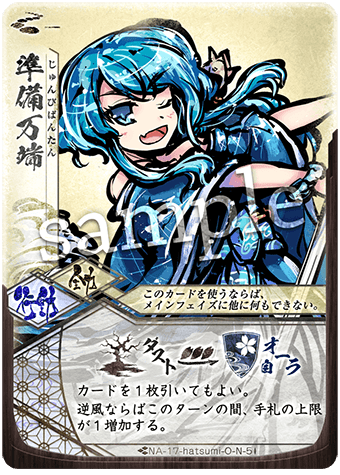 準備万端
じゅんびばんたん
sample
行動
全力
このカードを使うならば、
メインフェイズに他に何もできない。
ダスト
自オーラ
カードを1枚引いてもよい。
逆風ならばこのターンの間、手札の上限
が1増加する。
NA-17-hatsumi-O-N-5